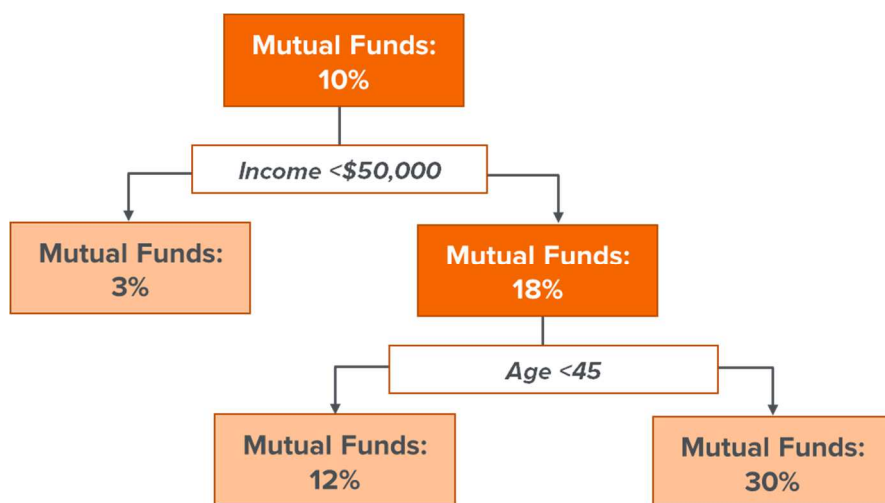 Mutual Funds:
10%
Income <$50,000
Mutual Funds:
3%
Mutual Funds:
18%
Age <45
Mutual Funds:
12%
Mutual Funds:
30%